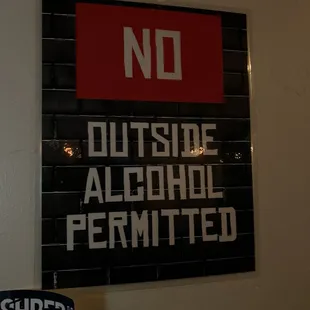 NO
OUTSIDE
ALCOHOL
PERMITTED